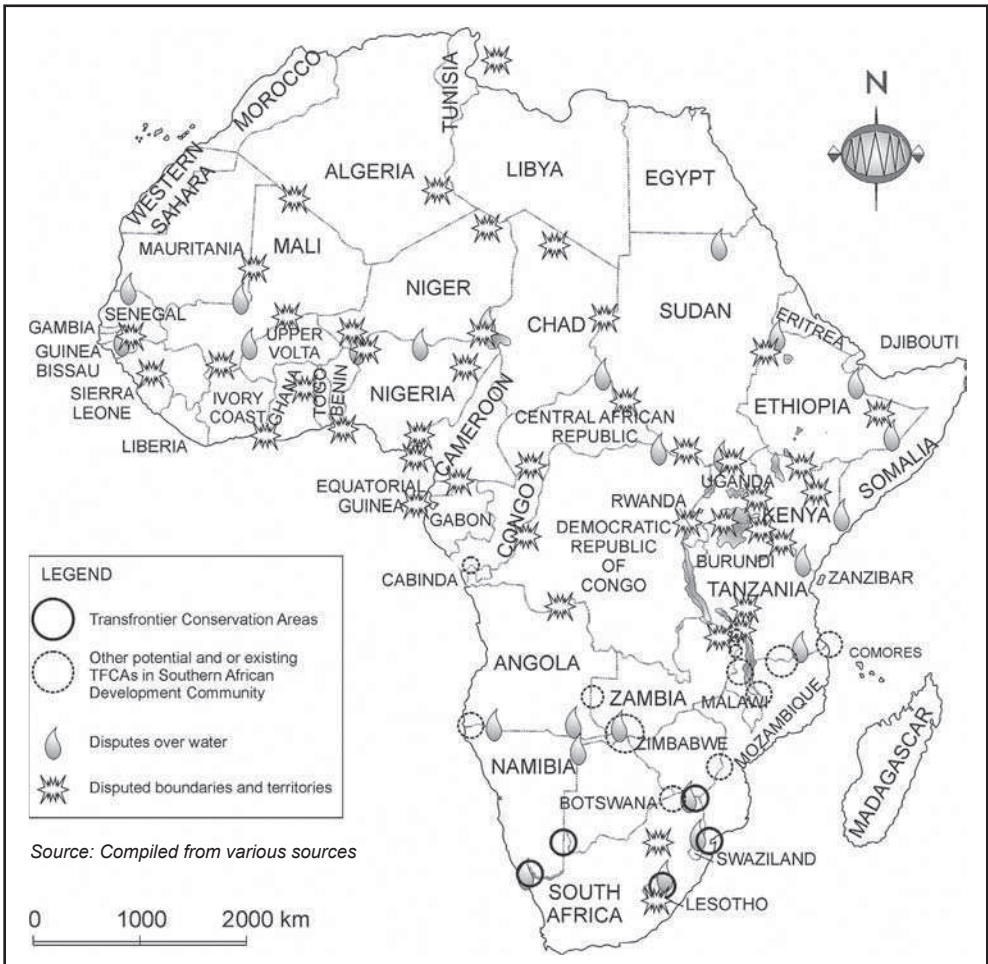 N
MOROCCO
TUNISIA
ALGERIA
LIBYA
EGYPT
WESTERN
SAHARA
MAURITANIA
MALI
NIGER
CHAD
SUDAN
ERITREA
DJIBOUTI
SENEGAL
GAMBIA
GUINEA
BISSAU
UPPER
VOLTA
SIERRA
LEONE
IVORY
COAST
GHANA
TOGO
BENIN
NIGERIA
CAMEROON
CENTRAL AFRICAN
REPUBLIC
ETHIOPIA
SOMALIA
LIBERIA
EQUATORIAL
GUINEA
GABON
CONGO
UGANDA
RWANDA
KENYA
DEMOCRATIC
REPUBLIC
OF
CONGO
BURUNDI
TANZANIA
ZANZIBAR
CABINDA
COMOROS
ANGOLA
ZAMBIA
MALAWI
MOZAMBIQUE
ZIMBABWE
NAMIBIA
BOTSWANA
MADAGASCAR
SWAZILAND
SOUTH
AFRICA
LESOTHO
LEGEND
Transfrontier Conservation Areas
Other potential and or existing
TFCAs in Southern African
Development Community
Disputes over water
Disputed boundaries and territories
Source: Compiled from various sources
0 1000 2000 km